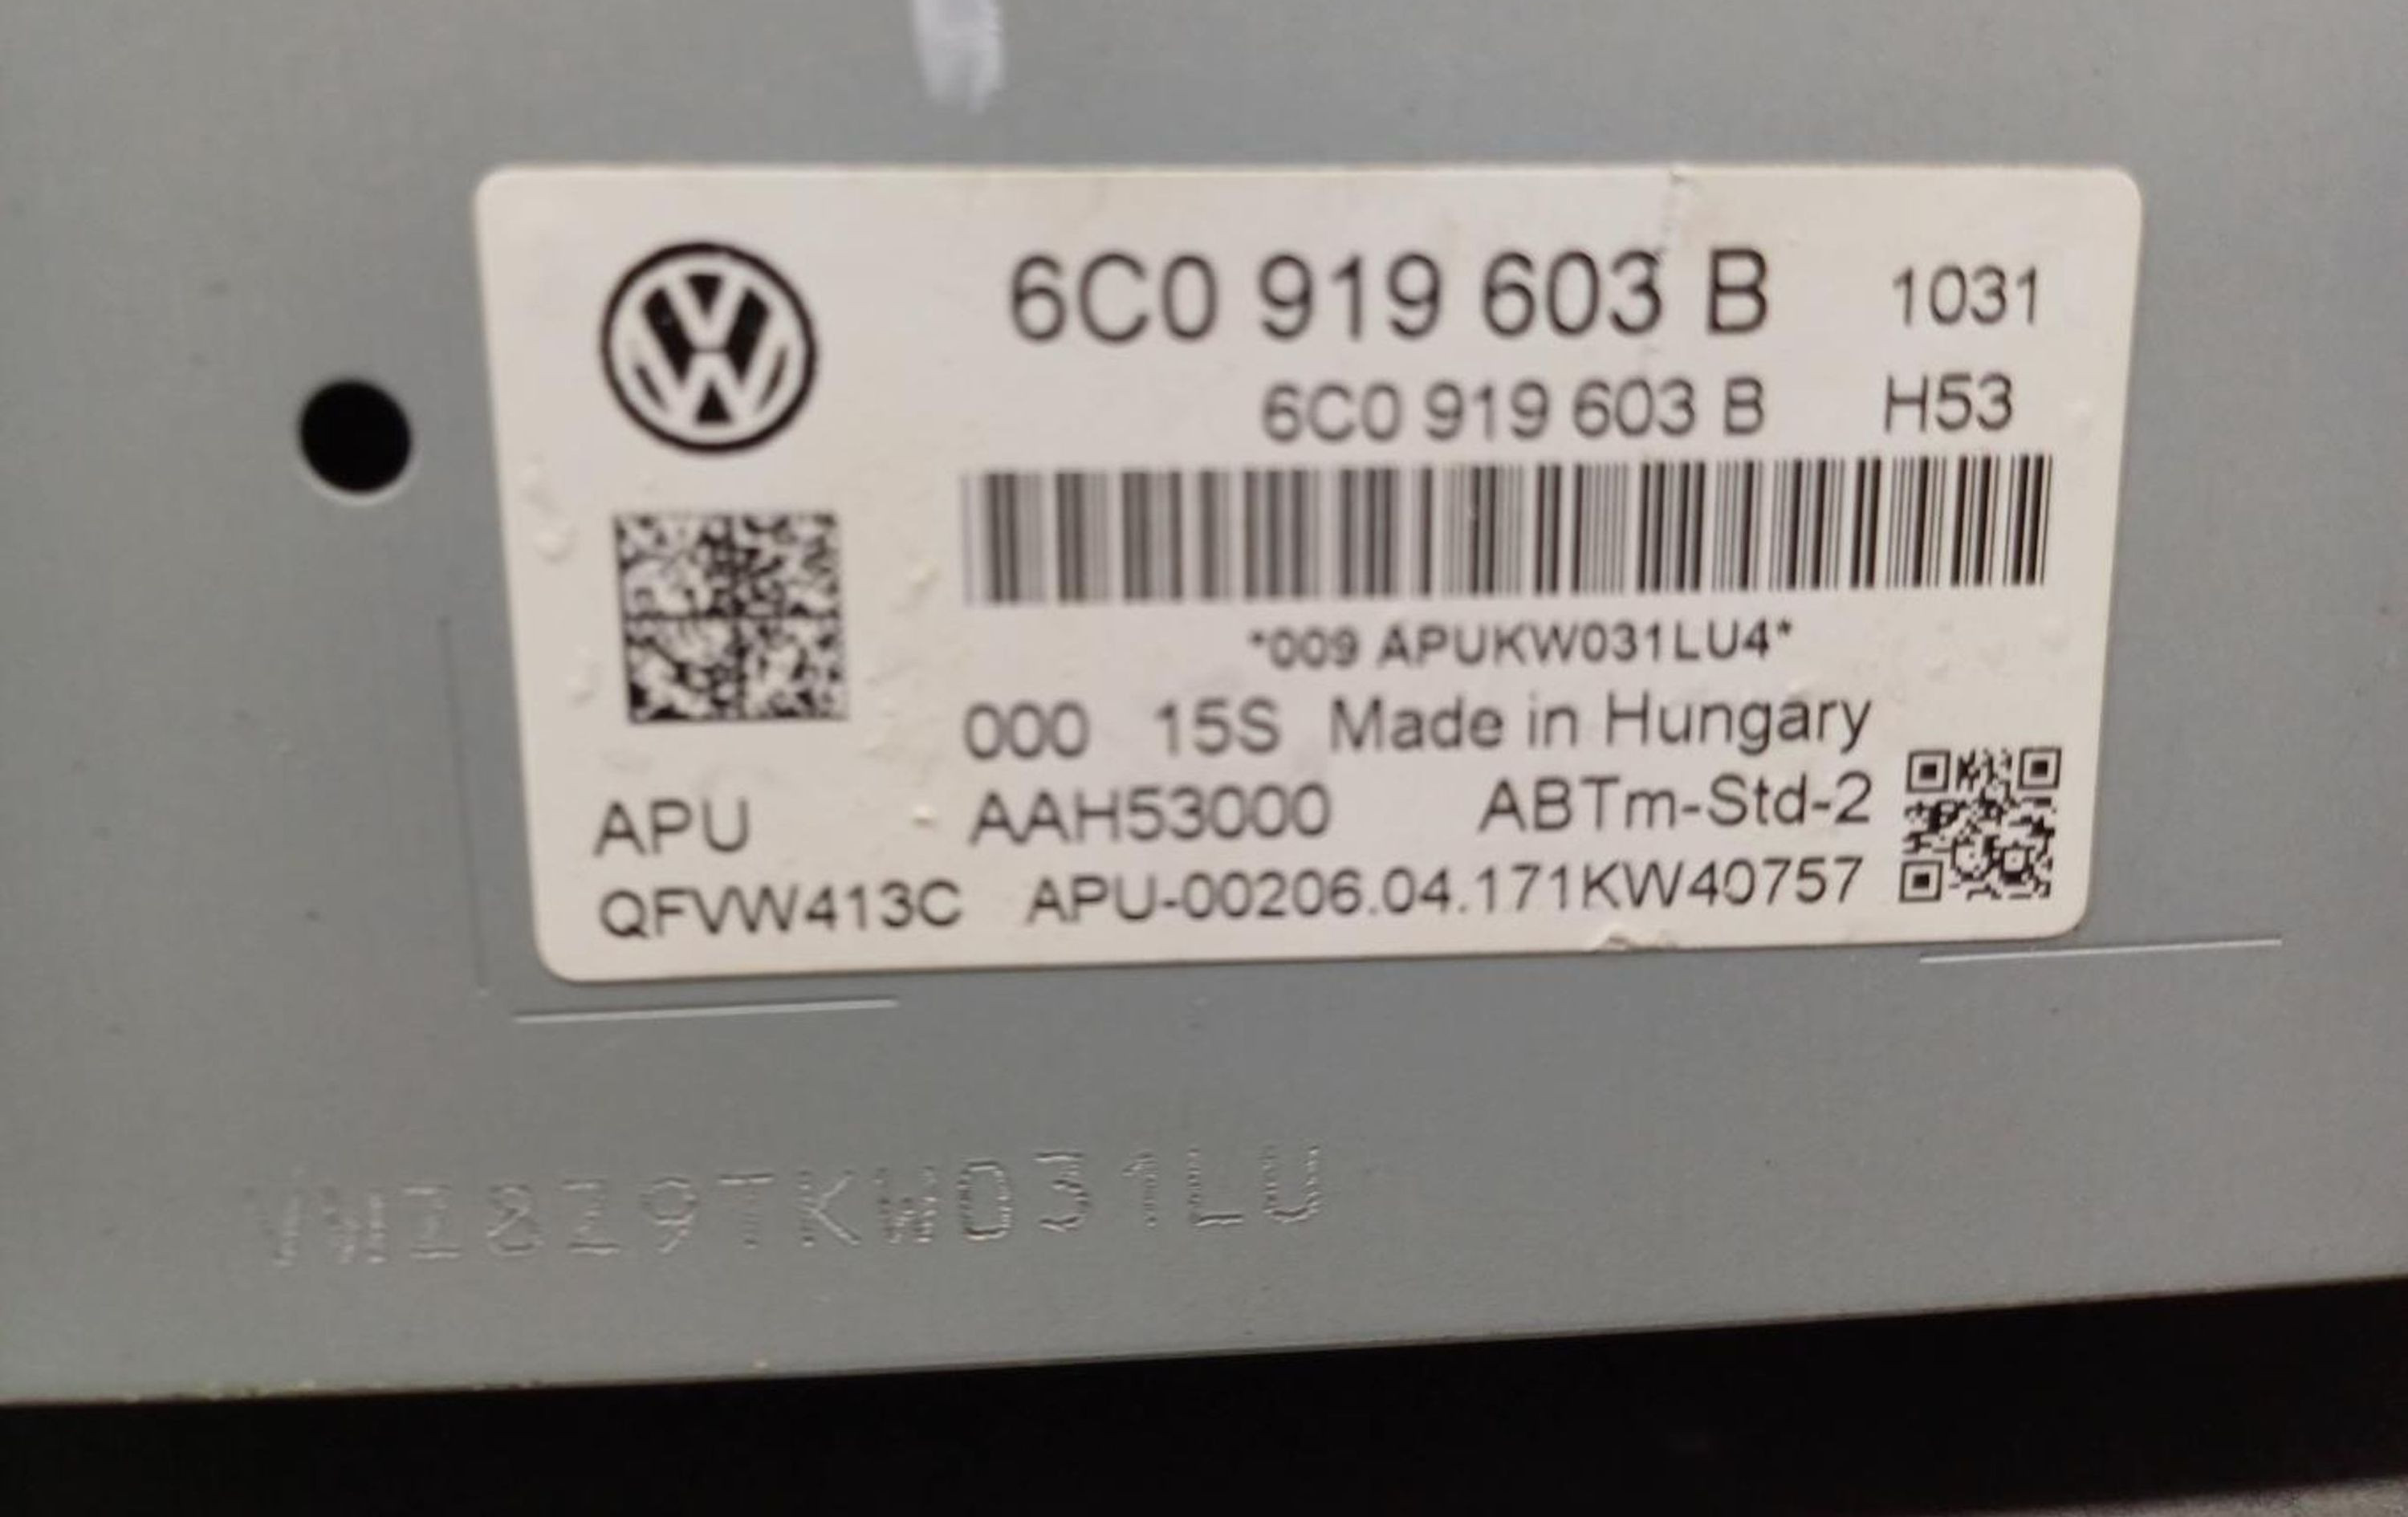 6C0 919 603 B 1031
6C0 919 603 B H53
*009 APUKW031LU4*
000 15S Made in Hungary
APU AAH53000 ABTm-Std-2
QFVW413C APU-00206.04.171KW40757